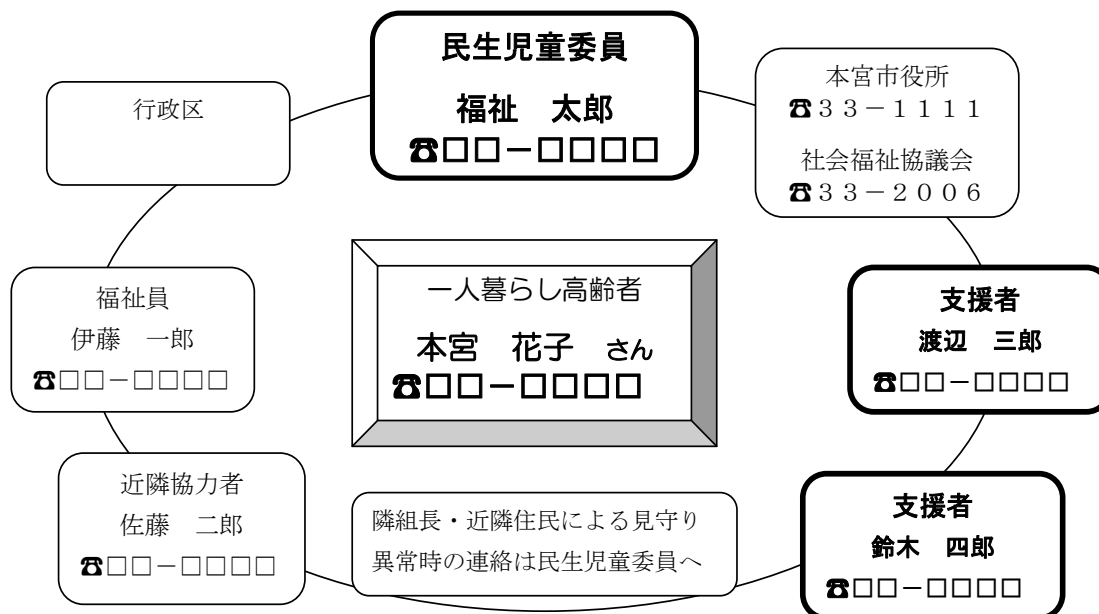 民生児童委員
福祉　太郎
☎□□－□□□□
行政区
本宮市役所
☎３３－１１１１
社会福祉協議会
☎３３－２００６
一人暮らし高齢者
本宮　花子　さん
☎□□－□□□□
福祉員
伊藤　一郎
☎□□－□□□□
支援者
渡辺　三郎
☎□□－□□□□
近隣協力者
佐藤　二郎
☎□□－□□□□
隣組長・近隣住民による見守り
異常時の連絡は民生児童委員へ
支援者
鈴木　四郎
☎□□－□□□□